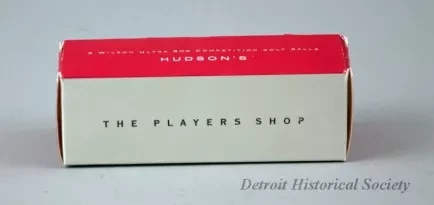 3 WILSON ULTRA 500 COMPETITION GOLF BALLS
HUDSON'S
THE PLAYERS SHOP
Detroit Historical Society